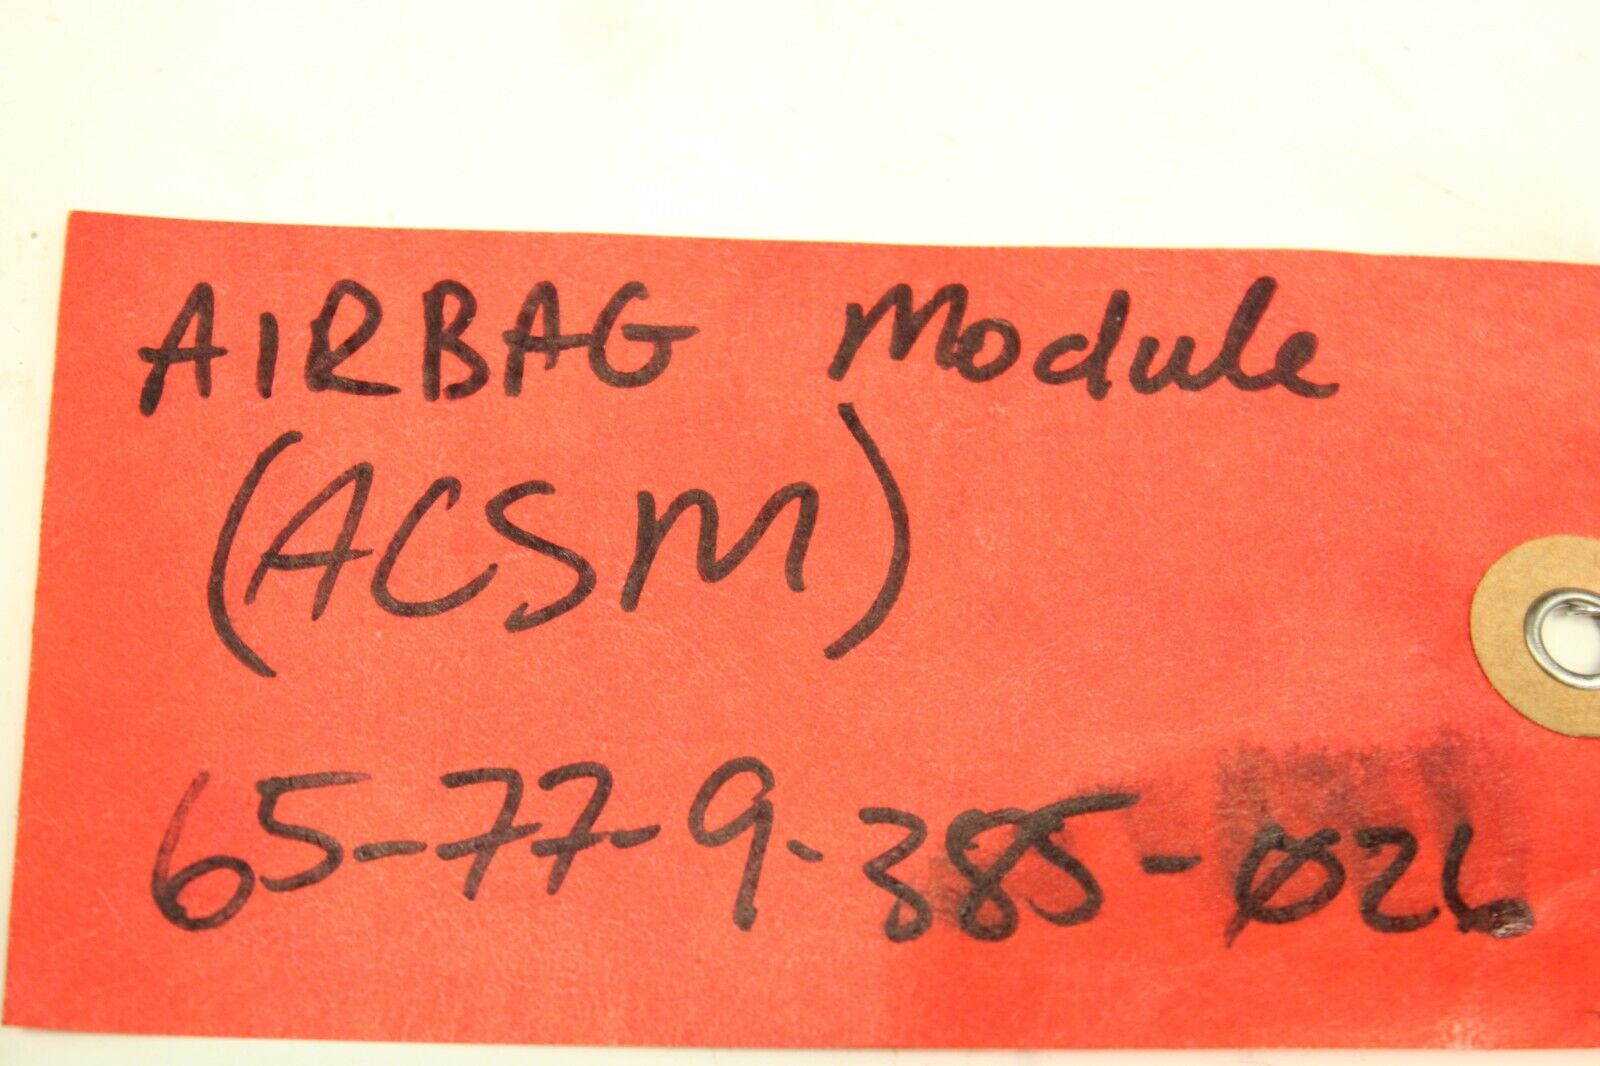 AIRBAG Module
(ACSM)
65-77-9-385-026